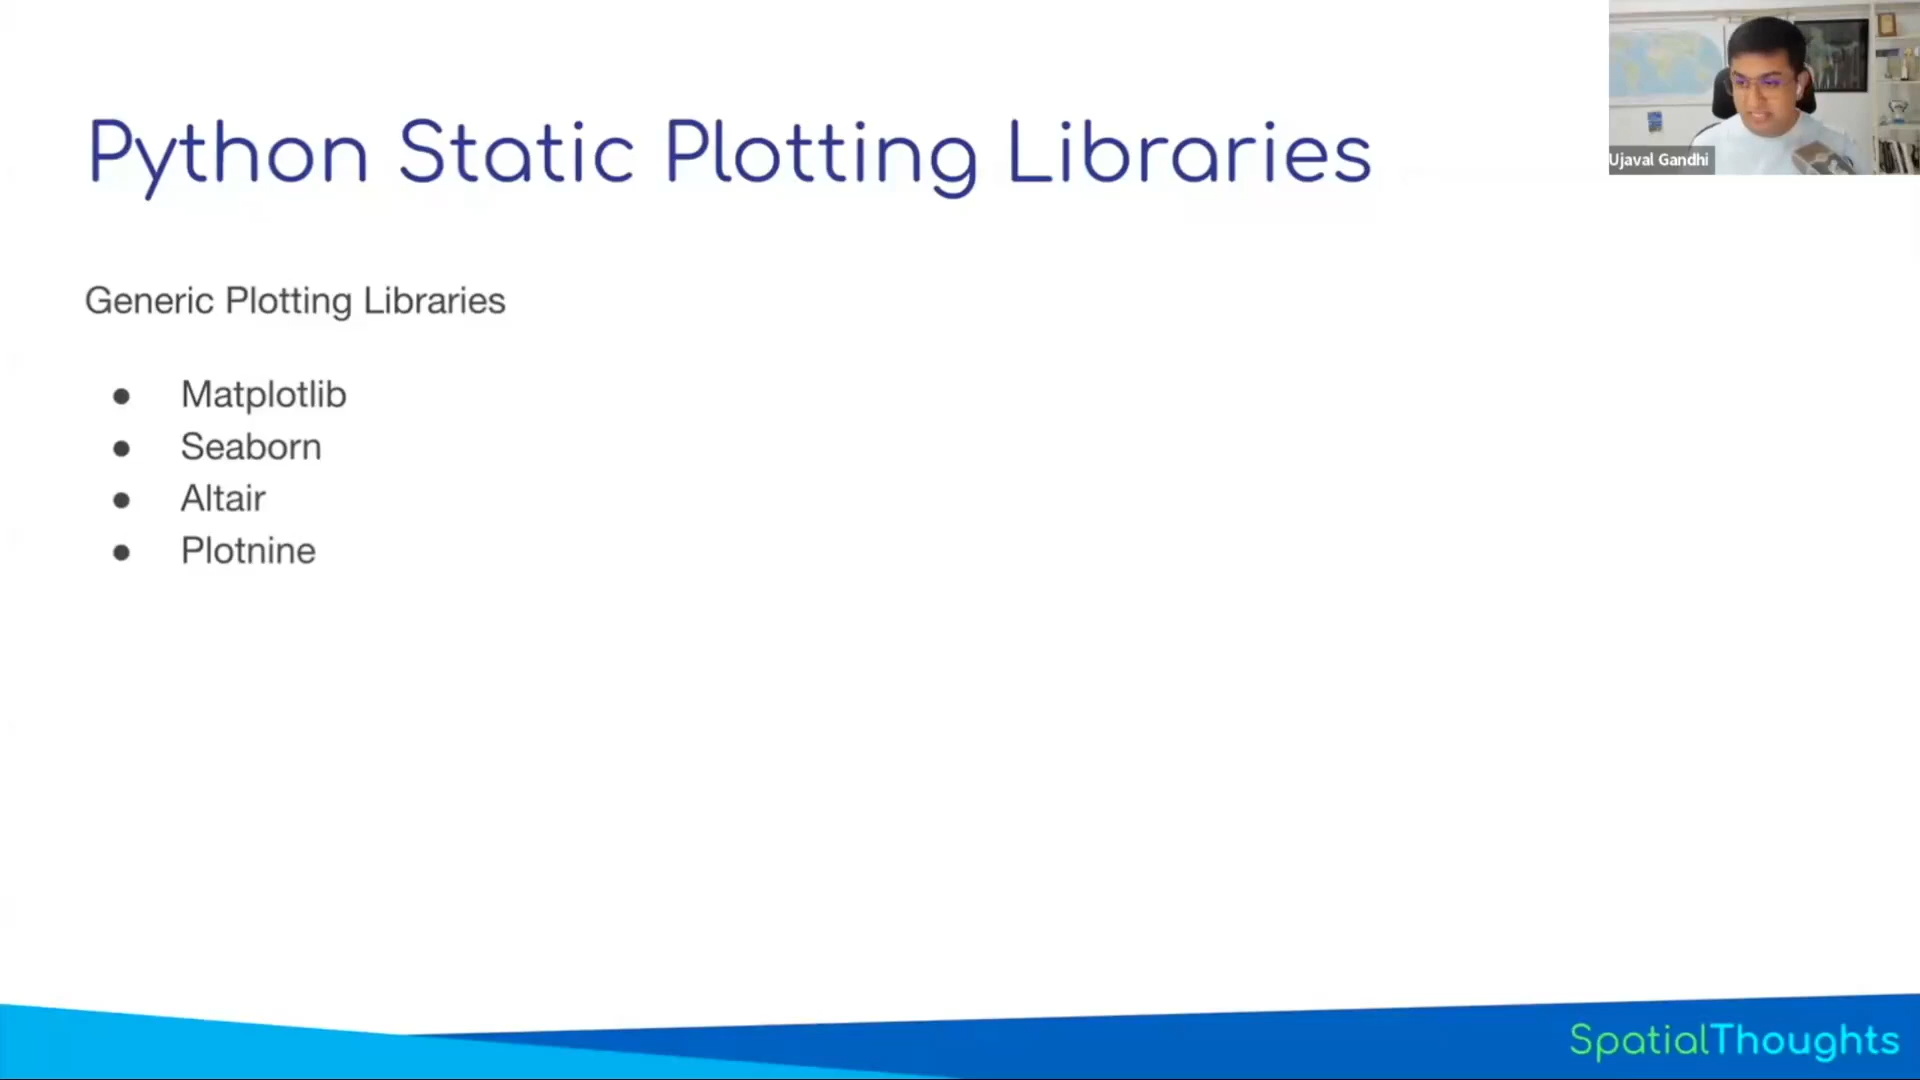 Python Static Plotting Libraries
Ujaval Gandhi
Generic Plotting Libraries
● Matplotlib
● Seaborn
● Altair
● Plotnine
SpatialThoughts